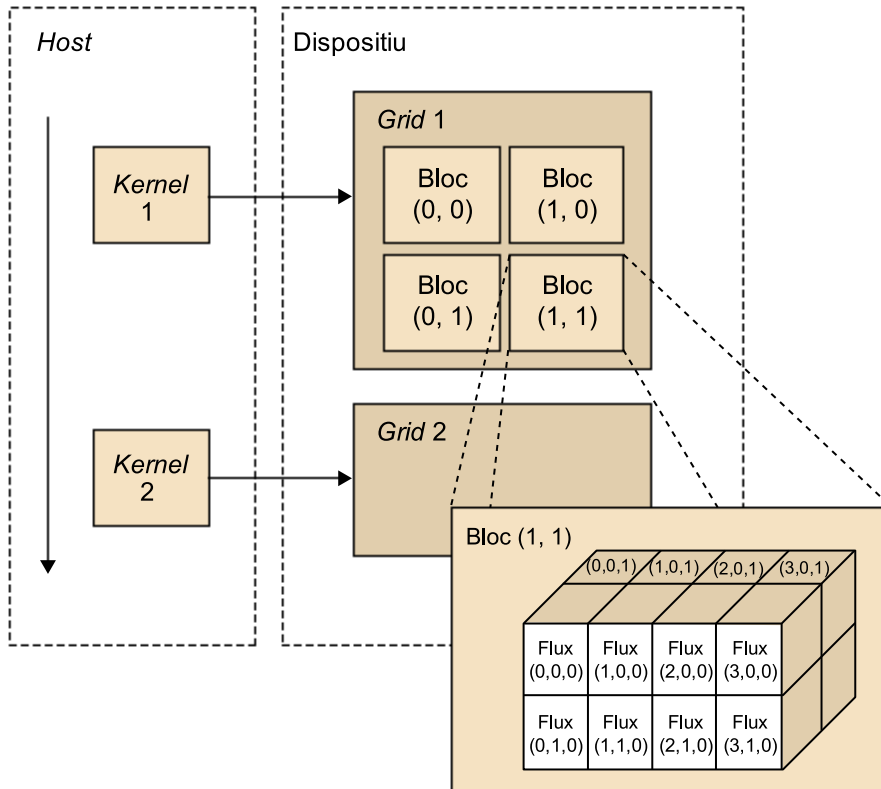 Host
Dispositiu
Grid 1
Kernel
1
Bloc
(0, 0)
Bloc
(1, 0)
Bloc
(0, 1)
Bloc
(1, 1)
Grid 2
Kernel
2
Bloc (1, 1)
(0,0,1)
(1,0,1)
(2,0,1)
(3,0,1)
Flux
(0,0,0)
Flux
(1,0,0)
Flux
(2,0,0)
Flux
(3,0,0)
Flux
(0,1,0)
Flux
(1,1,0)
Flux
(2,1,0)
Flux
(3,1,0)